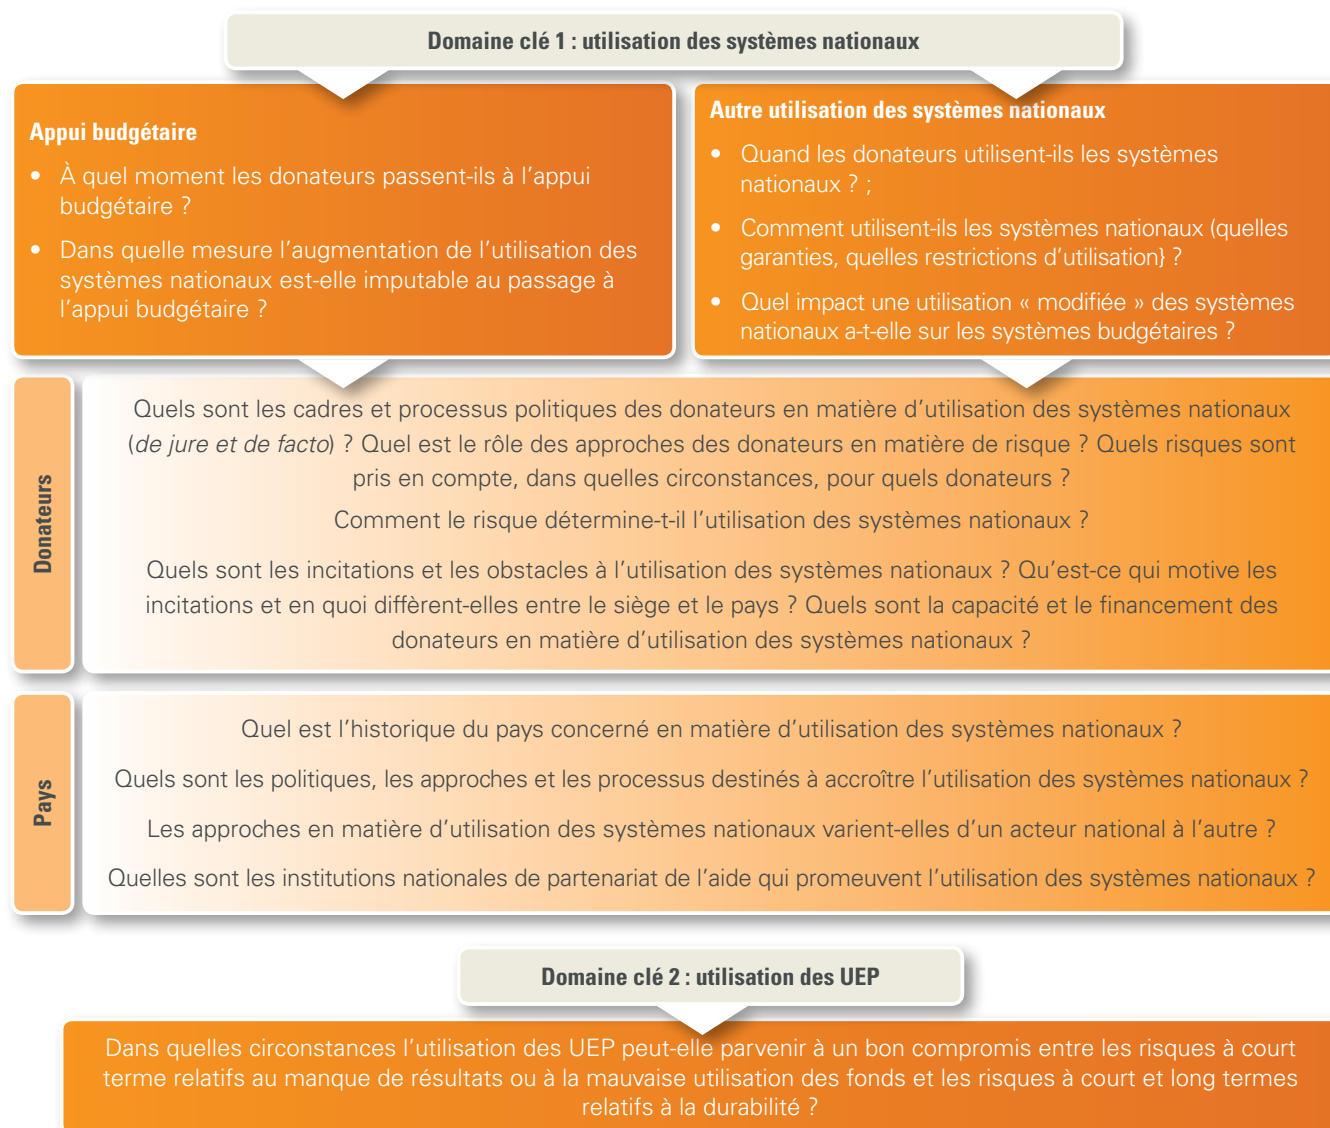 Domaine clé 1 : utilisation des systèmes nationaux
Appui budgétaire
• À quel moment les donateurs passent-ils à l’appui
budgétaire ?
• Dans quelle mesure l’augmentation de l’utilisation des
systèmes nationaux est-elle imputable au passage à
l’appui budgétaire ?
Autre utilisation des systèmes nationaux
• Quand les donateurs utilisent-ils les systèmes
nationaux ? ;
• Comment utilisent-ils les systèmes nationaux (quelles
garanties, quelles restrictions d’utilisation} ?
• Quel impact une utilisation « modifiée » des systèmes
nationaux a-t-elle sur les systèmes budgétaires ?
Donateurs
Quels sont les cadres et processus politiques des donateurs en matière d’utilisation des systèmes nationaux
(de jure et de facto) ? Quel est le rôle des approches des donateurs en matière de risque ? Quels risques sont
pris en compte, dans quelles circonstances, pour quels donateurs ?
Comment le risque détermine-t-il l’utilisation des systèmes nationaux ?
Quels sont les incitations et les obstacles à l’utilisation des systèmes nationaux ? Qu’est-ce qui motive les
incitations et en quoi diffèrent-elles entre le siège et le pays ? Quels sont la capacité et le financement des
donateurs en matière d’utilisation des systèmes nationaux ?
Pays
Quel est l’historique du pays concerné en matière d’utilisation des systèmes nationaux ?
Quels sont les politiques, les approches et les processus destinés à accroître l’utilisation des systèmes nationaux ?
Les approches en matière d’utilisation des systèmes nationaux varient-elles d’un acteur national à l’autre ?
Quelles sont les institutions nationales de partenariat de l’aide qui promeuvent l’utilisation des systèmes nationaux ?
Domaine clé 2 : utilisation des UEP
Dans quelles circonstances l’utilisation des UEP peut-elle parvenir à un bon compromis entre les risques à court
terme relatifs au manque de résultats ou à la mauvaise utilisation des fonds et les risques à court et long termes
relatifs à la durabilité ?